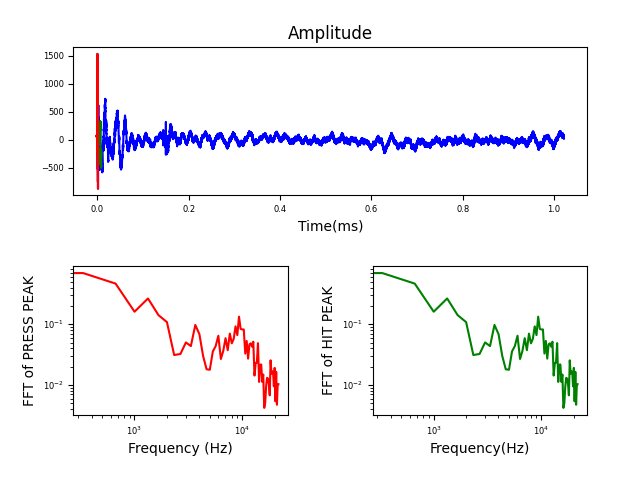 Amplitude
1500
1000
500
0
−500
0.0 0.2 0.4 0.6 0.8 1.0
Time(ms)
FFT of PRESS PEAK
10⁻¹
10⁻²
10³ 10⁴
Frequency (Hz)
FFT of HIT PEAK
10⁻¹
10⁻²
10³ 10⁴
Frequency(Hz)